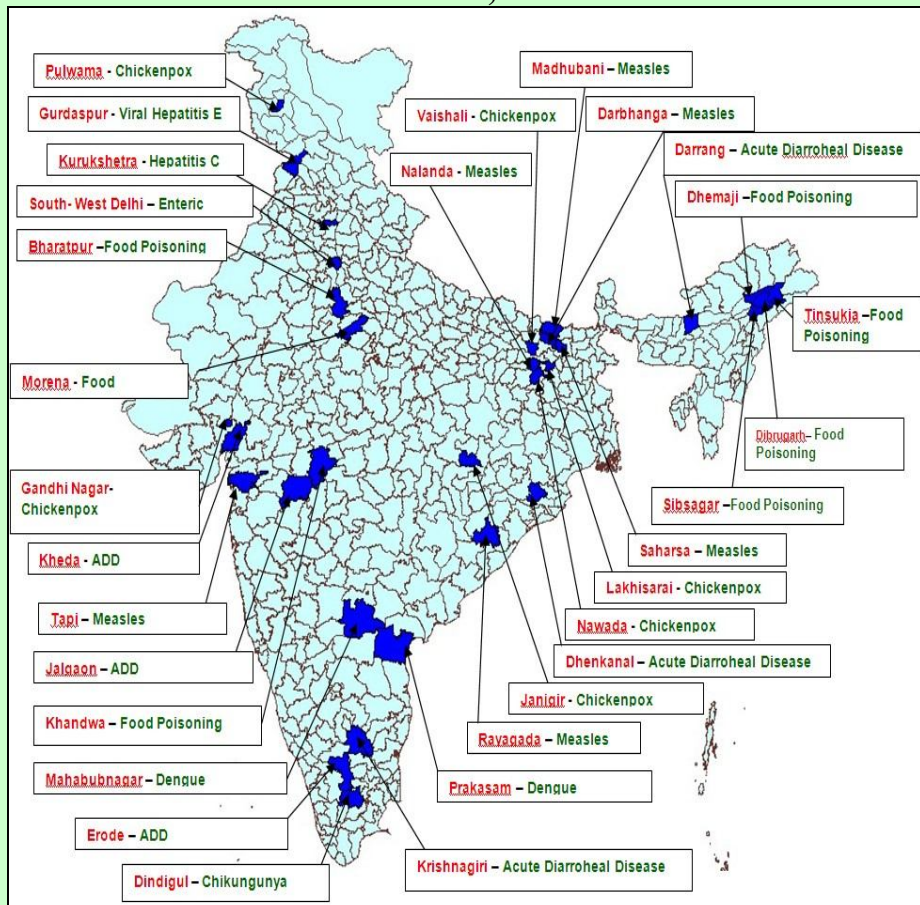 Pulwama - Chickenpox
Gurdaspur - Viral Hepatitis E
Kurukshetra - Hepatitis C
South- West Delhi – Enteric
Bharatpur –Food Poisoning
Morena - Food
Gandhi Nagar-
Chickenpox
Kheda - ADD
Tapi – Measles
Jalgaon – ADD
Khandwa – Food Poisoning
Mahabubnagar – Dengue
Erode – ADD
Dindigul – Chikungunya
Madhubani – Measles
Vaishali - Chickenpox
Darbhanga – Measles
Nalanda - Measles
Darrang – Acute Diarroheal Disease
Dhemaji –Food Poisoning
Tinsukia –Food
Poisoning
Dibrugarh– Food
Poisoning
Sibsagar –Food Poisoning
Saharsa – Measles
Lakhisarai - Chickenpox
Nawada - Chickenpox
Dhenkanal – Acute Diarroheal Disease
Janigir - Chickenpox
Rayagada – Measles
Prakasam – Dengue
Krishnagiri – Acute Diarroheal Disease